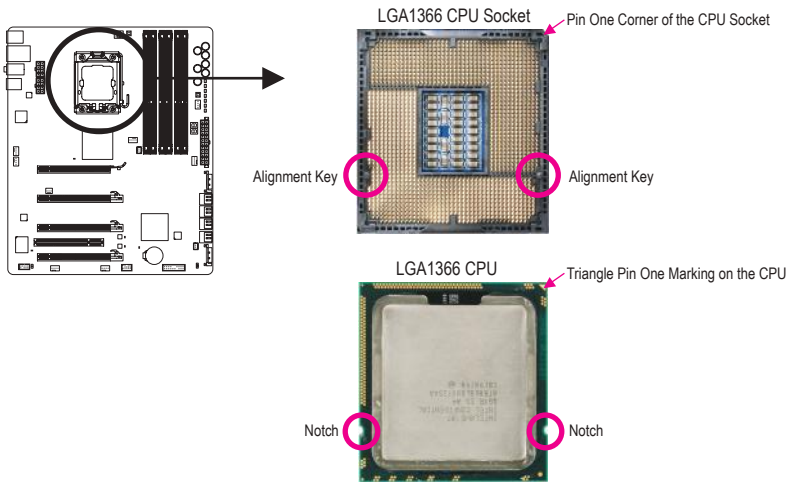 LGA1366 CPU Socket
Pin One Corner of the CPU Socket
Alignment Key
Alignment Key
LGA1366 CPU
Triangle Pin One Marking on the CPU
Notch
Notch